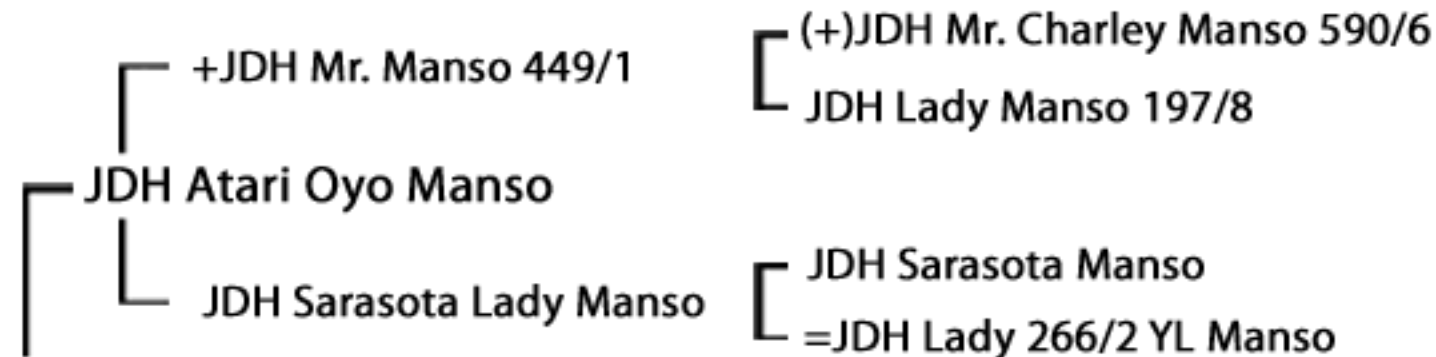 (+)JDH Mr. Charley Manso 590/6
+JDH Mr. Manso 449/1
JDH Lady Manso 197/8
JDH Atari Oyo Manso
JDH Sarasota Manso
JDH Sarasota Lady Manso
=JDH Lady 266/2 YL Manso